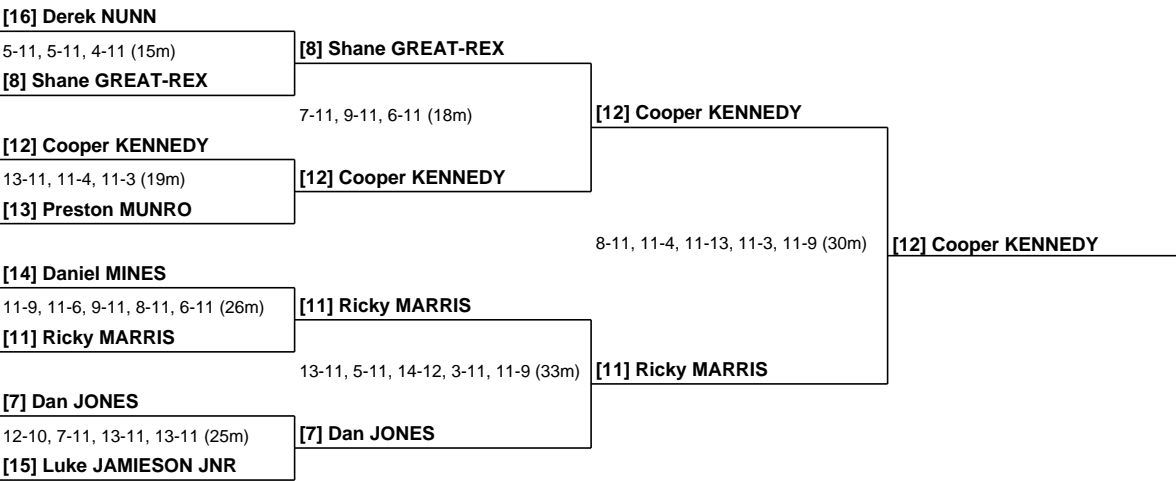 [16] Derek NUNN
5-11, 5-11, 4-11 (15m)
[8] Shane GREAT-REX
[12] Cooper KENNEDY
13-11, 11-4, 11-3 (19m)
[13] Preston MUNRO
[14] Daniel MINES
11-9, 11-6, 9-11, 8-11, 6-11 (26m)
[11] Ricky MARRIS
[7] Dan JONES
12-10, 7-11, 13-11, 13-11 (25m)
[15] Luke JAMIESON JNR
[8] Shane GREAT-REX
7-11, 9-11, 6-11 (18m)
[12] Cooper KENNEDY
[11] Ricky MARRIS
13-11, 5-11, 14-12, 3-11, 11-9 (33m)
[7] Dan JONES
[12] Cooper KENNEDY
8-11, 11-4, 11-13, 11-3, 11-9 (30m)
[11] Ricky MARRIS
[12] Cooper KENNEDY